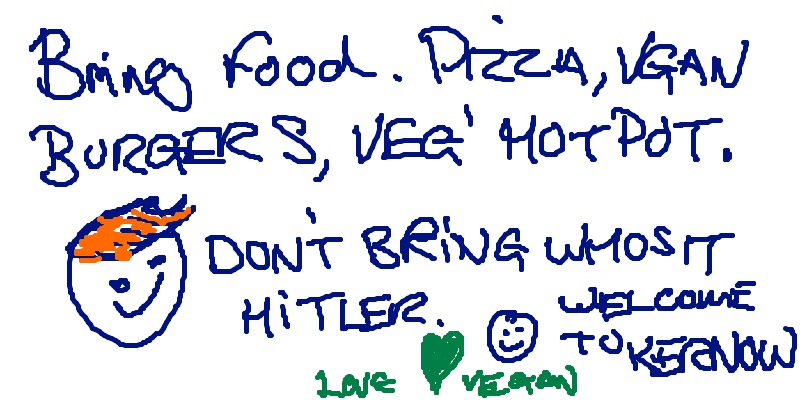 Bring Food. PIZZA, VGAN
BURGERS, VEG' HOTPOT.
DON'T BRING WHOSIT
HITLER.
WELCOME
TO KERNOW
LOVE VEGAN